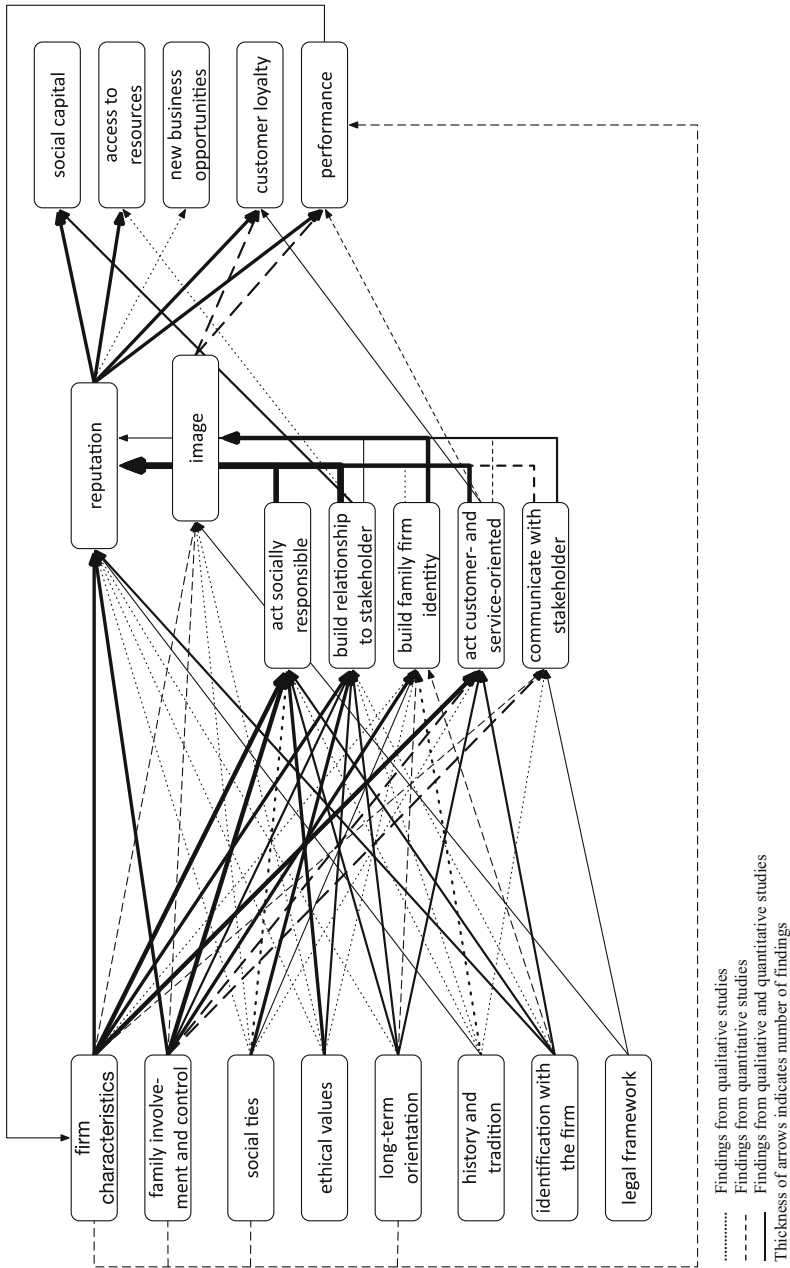 firm
characteristics
family involve-
ment and control
social ties
ethical values
long-term
orientation
history and
tradition
identification with
the firm
legal framework
act socially
responsible
build relationship
to stakeholder
build family firm
identity
act customer- and
service-oriented
communicate with
stakeholder
reputation
image
social capital
access to
resources
new business
opportunities
customer loyalty
performance
Findings from qualitative studies
Findings from quantitative studies
Findings from qualitative and quantitative studies
Thickness of arrows indicates number of findings